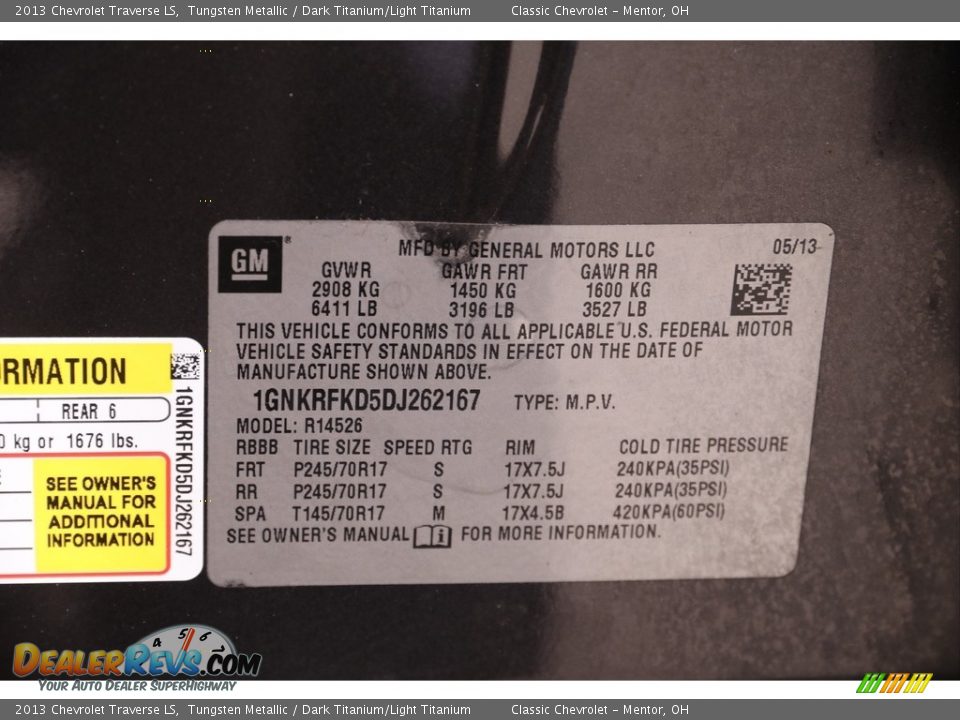 2013 Chevrolet Traverse LS, Tungsten Metallic / Dark Titanium/Light Titanium Classic Chevrolet – Mentor, OH
GM®
MFD BY GENERAL MOTORS LLC 05/13
GVWR GAWR FRT GAWR RR
2908 KG 1450 KG 1600 KG
6411 LB 3196 LB 3527 LB
THIS VEHICLE CONFORMS TO ALL APPLICABLE U.S. FEDERAL MOTOR
VEHICLE SAFETY STANDARDS IN EFFECT ON THE DATE OF
MANUFACTURE SHOWN ABOVE.
1GNKRFKD5DJ262167 TYPE: M.P.V.
MODEL: R14526
RBBB TIRE SIZE SPEED RTG RIM COLD TIRE PRESSURE
FRT P245/70R17 S 17X7.5J 240KPA(35PSI)
RR P245/70R17 S 17X7.5J 240KPA(35PSI)
SPA T145/70R17 M 17X4.5B 420KPA(60PSI)
SEE OWNER'S MANUAL i FOR MORE INFORMATION.
RMATION
REAR 6
0 kg or 1676 lbs.
SEE OWNER'S
MANUAL FOR
ADDITIONAL
INFORMATION
1GNKRFKD5DJ262167
4 5 6
DEALERREVS.COM
YOUR AUTO DEALER SUPERHIGHWAY
2013 Chevrolet Traverse LS, Tungsten Metallic / Dark Titanium/Light Titanium Classic Chevrolet – Mentor, OH